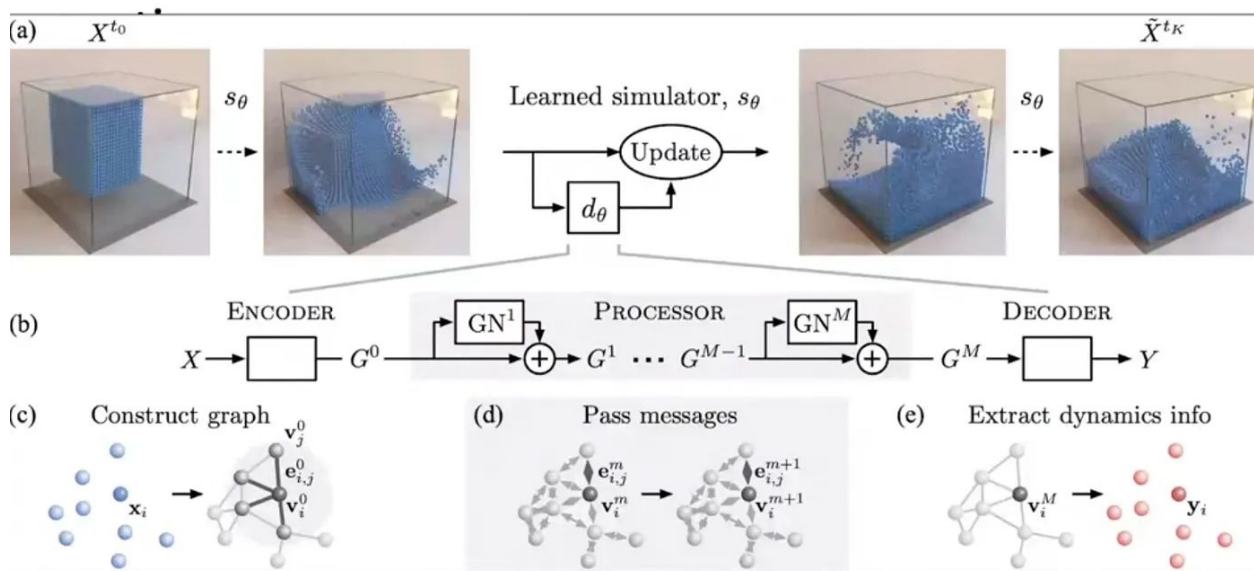 (a)
X^{t_0}
s_θ
Learned simulator, s_θ
Update
d_θ
X̃^{t_K}
s_θ
(b)
ENCODER
PROCESSOR
DECODER
X
G^0
GN^1
+
G^1
...
G^{M-1}
GN^M
+
G^M
Y
(c)
Construct graph
x_i
v_j^0
e_{i,j}^0
v_i^0
(d)
Pass messages
e_{i,j}^m
v_i^m
e_{i,j}^{m+1}
v_i^{m+1}
(e)
Extract dynamics info
v_i^M
y_i